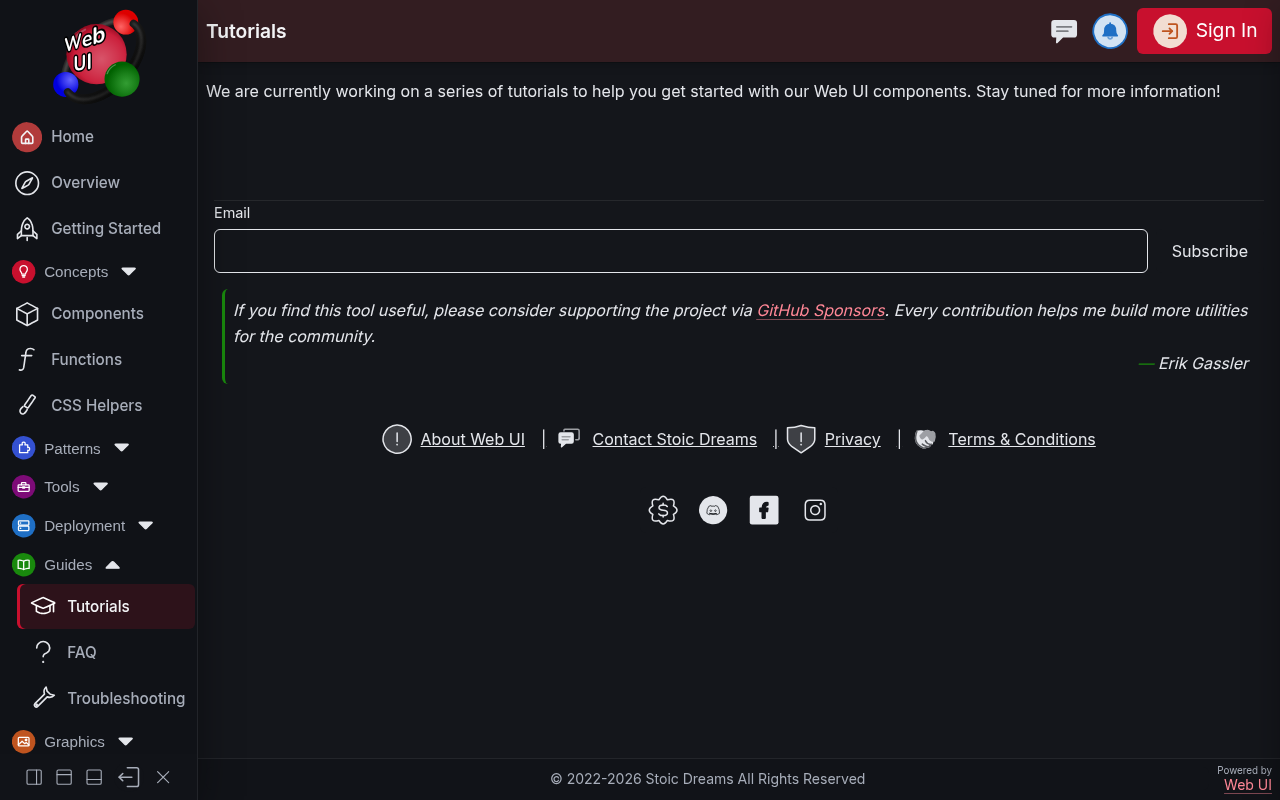 Web
UI
Home
Overview
Getting Started
Concepts
Components
Functions
CSS Helpers
Patterns
Tools
Deployment
Guides
Tutorials
FAQ
Troubleshooting
Graphics
Tutorials
Sign In
We are currently working on a series of tutorials to help you get started with our Web UI components. Stay tuned for more information!
Email
Subscribe
If you find this tool useful, please consider supporting the project via GitHub Sponsors. Every contribution helps me build more utilities
for the community.
— Erik Gassler
About Web UI | Contact Stoic Dreams | Privacy | Terms & Conditions
© 2022-2026 Stoic Dreams All Rights Reserved
Powered by
Web UI